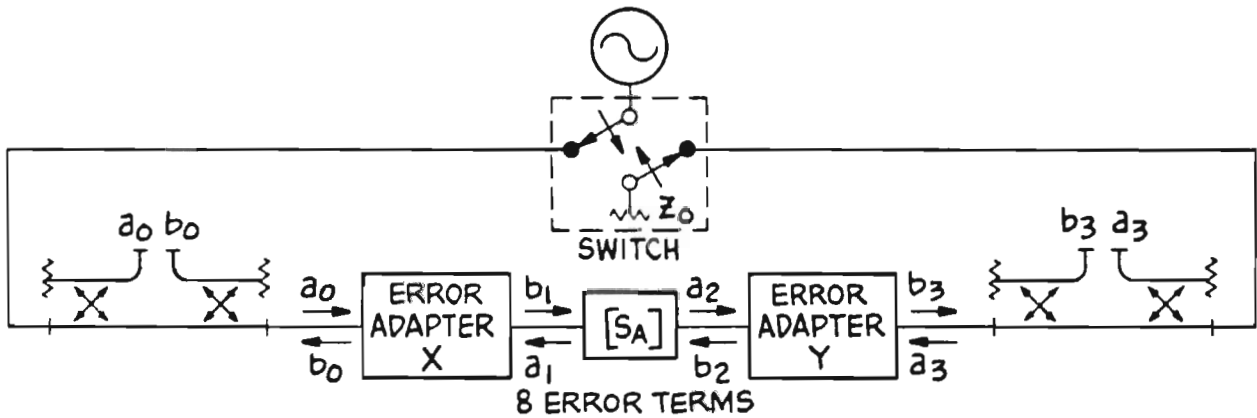 Z₀
SWITCH
a₀ b₀
b₃ a₃
a₀
b₀
ERROR
ADAPTER
X
b₁
a₁
[SA]
a₂
b₂
ERROR
ADAPTER
Y
b₃
a₃
8 ERROR TERMS